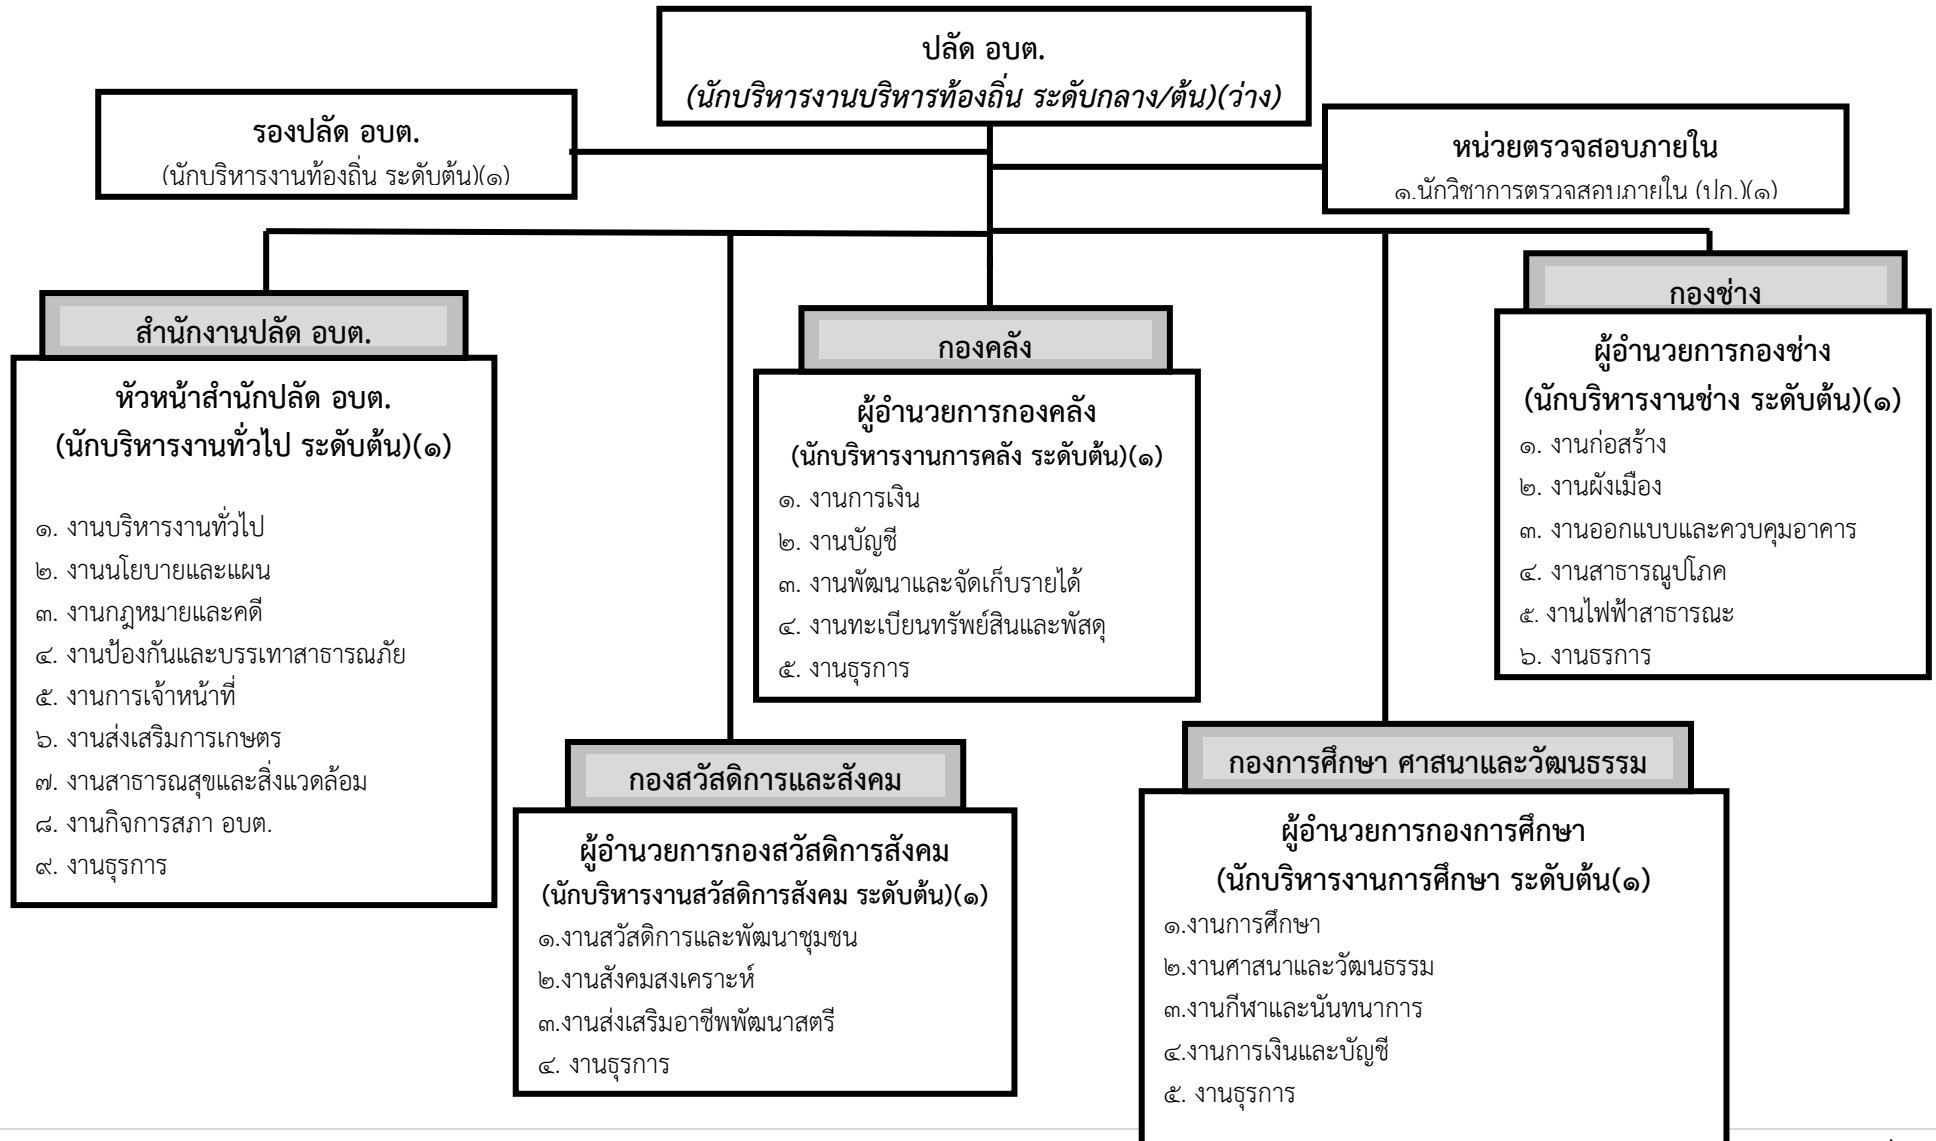 ปลัด อบต.
(นักบริหารงานบริหารท้องถิ่น ระดับกลาง/ต้น)(ว่าง)
รองปลัด อบต.
(นักบริหารงานท้องถิ่น ระดับต้น)(๑)
หน่วยตรวจสอบภายใน
๑.นักวิชาการตรวจสอบภายใน (ปก.)(๑)
สำนักงานปลัด อบต.
หัวหน้าสำนักปลัด อบต.
(นักบริหารงานทั่วไป ระดับต้น)(๑)
๑. งานบริหารงานทั่วไป
๒. งานนโยบายและแผน
๓. งานกฎหมายและคดี
๔. งานป้องกันและบรรเทาสาธารณภัย
๕. งานการเจ้าหน้าที่
๖. งานส่งเสริมการเกษตร
๗. งานสาธารณสุขและสิ่งแวดล้อม
๘. งานกิจการสภา อบต.
๙. งานธุรการ
กองคลัง
ผู้อำนวยการกองคลัง
(นักบริหารงานการคลัง ระดับต้น)(๑)
๑. งานการเงิน
๒. งานบัญชี
๓. งานพัฒนาและจัดเก็บรายได้
๔. งานทะเบียนทรัพย์สินและพัสดุ
๕. งานธุรการ
กองช่าง
ผู้อำนวยการกองช่าง
(นักบริหารงานช่าง ระดับต้น)(๑)
๑. งานก่อสร้าง
๒. งานผังเมือง
๓. งานออกแบบและควบคุมอาคาร
๔. งานสาธารณูปโภค
๕. งานไฟฟ้าสาธารณะ
๖. งานธุรการ
กองสวัสดิการและสังคม
ผู้อำนวยการกองสวัสดิการสังคม
(นักบริหารงานสวัสดิการสังคม ระดับต้น)(๑)
๑.งานสวัสดิการและพัฒนาชุมชน
๒.งานสังคมสงเคราะห์
๓.งานส่งเสริมอาชีพพัฒนาสตรี
๔. งานธุรการ
กองการศึกษา ศาสนาและวัฒนธรรม
ผู้อำนวยการกองการศึกษา
(นักบริหารงานการศึกษา ระดับต้น(๑)
๑.งานการศึกษา
๒.งานศาสนาและวัฒนธรรม
๓.งานกีฬาและนันทนาการ
๔.งานการเงินและบัญชี
๕. งานธุรการ